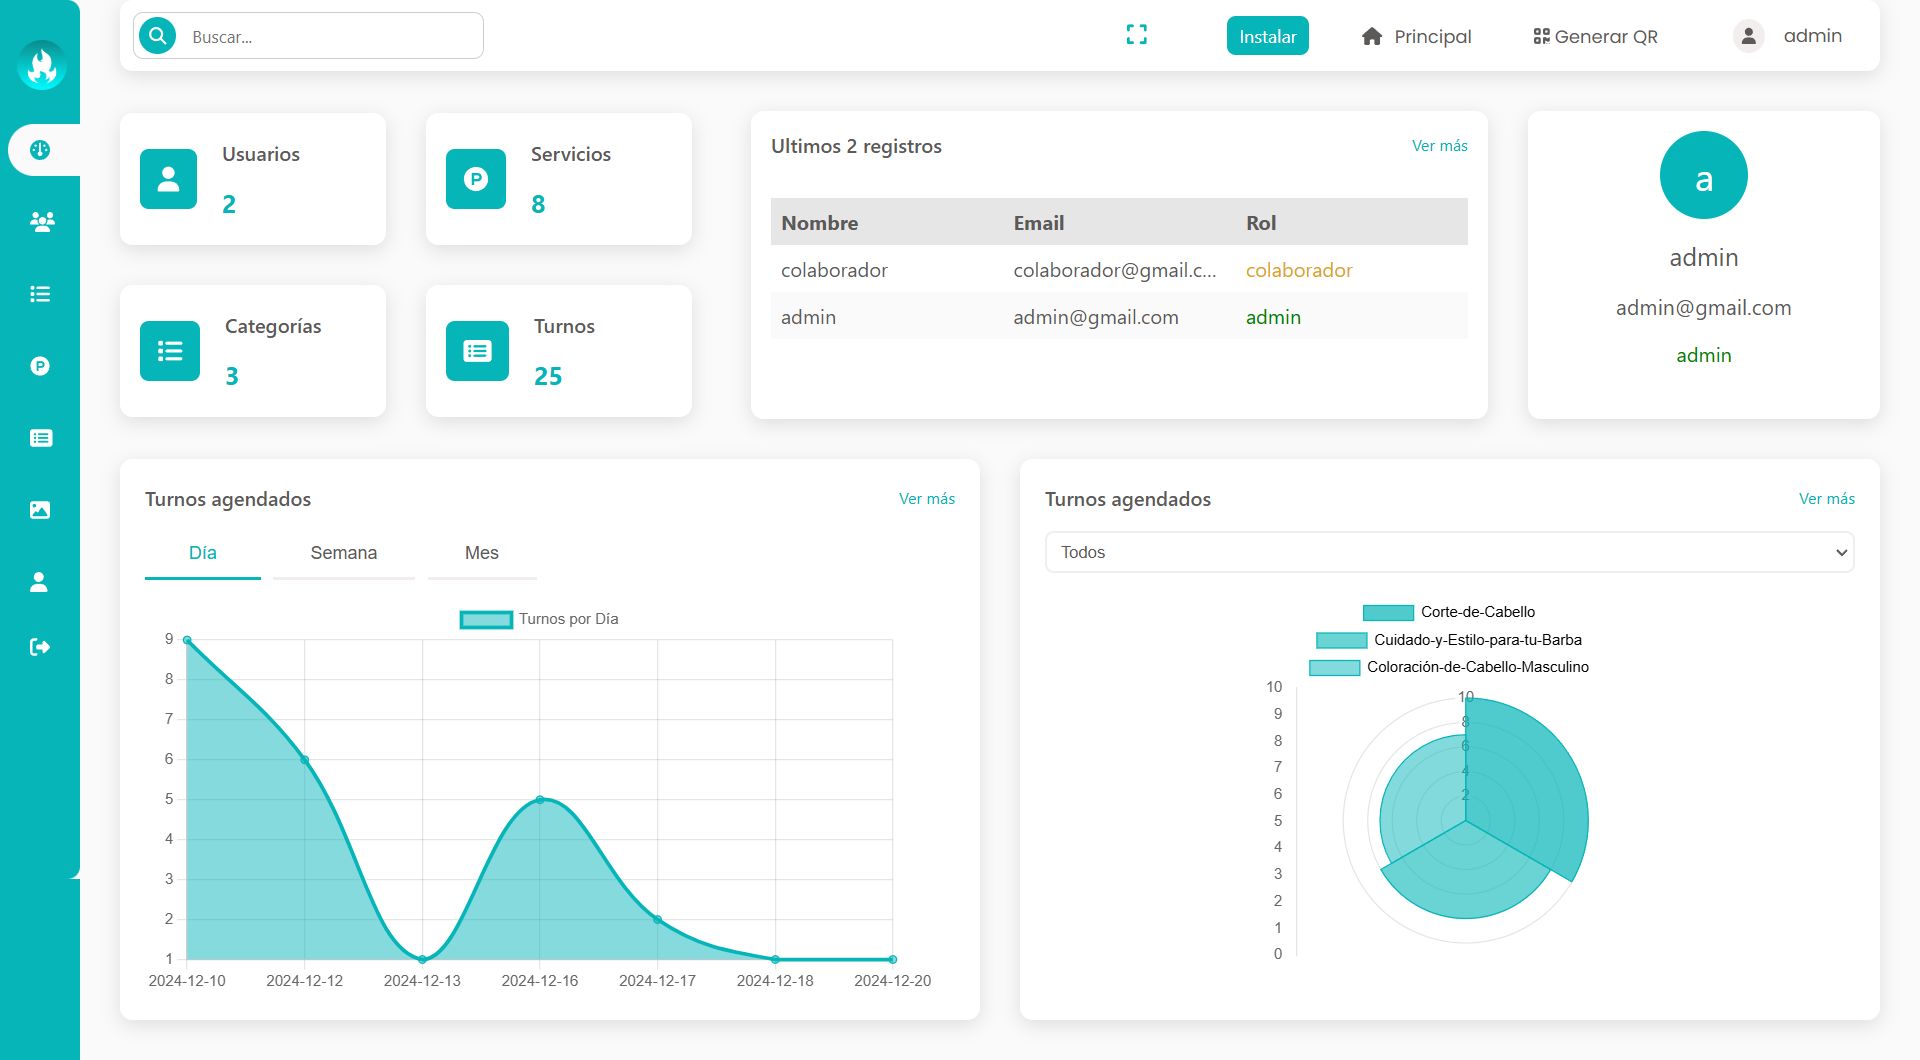 Buscar...
Instalar
Principal
Generar QR
admin
Usuarios
2
Servicios
8
Categorías
3
Turnos
25
Ultimos 2 registros
Ver más
Nombre Email Rol
colaborador colaborador@gmail.c... colaborador
admin admin@gmail.com admin
a
admin
admin@gmail.com
admin
Turnos agendados
Ver más
Día Semana Mes
Turnos por Día
9
8
7
6
5
4
3
2
1
2024-12-10 2024-12-12 2024-12-13 2024-12-16 2024-12-17 2024-12-18 2024-12-20
Turnos agendados
Ver más
Todos
Corte-de-Cabello
Cuidado-y-Estilo-para-tu-Barba
Coloración-de-Cabello-Masculino
10
9
8
7
6
5
4
3
2
1
0
10
8
6
4
2